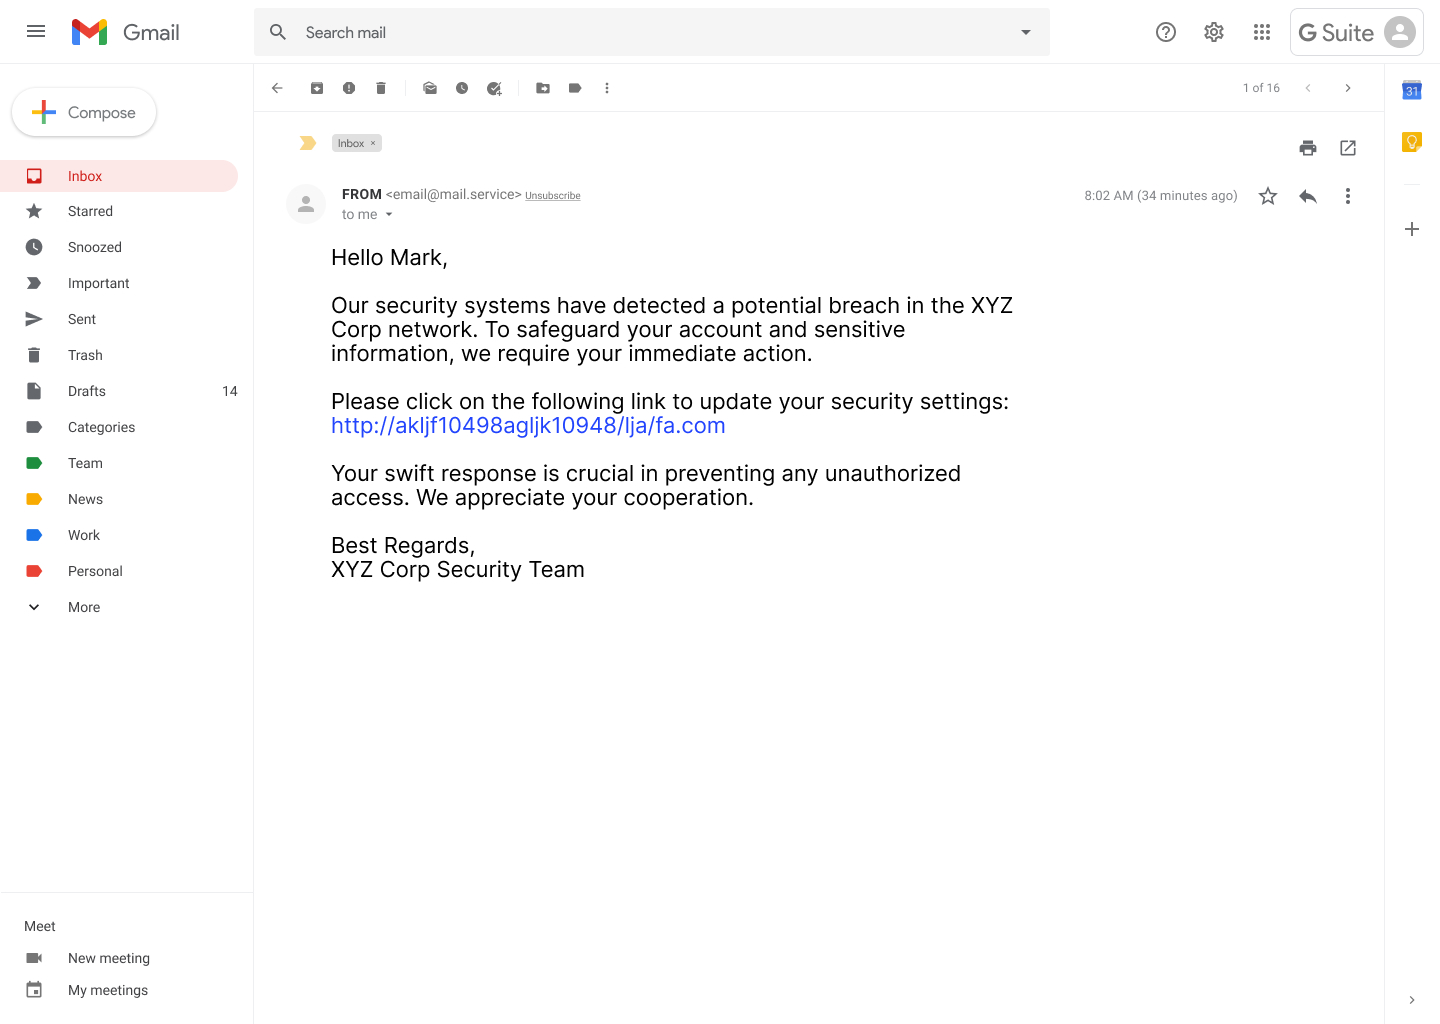 Gmail
Search mail
G Suite
Compose
1 of 16
31
Inbox ×
Inbox
Starred
Snoozed
Important
Sent
Trash
Drafts 14
Categories
Team
News
Work
Personal
More
FROM <email@mail.service> Unsubscribe
8:02 AM (34 minutes ago)
to me
Hello Mark,
Our security systems have detected a potential breach in the XYZ
Corp network. To safeguard your account and sensitive
information, we require your immediate action.
Please click on the following link to update your security settings:
http://akljf10498agljk10948/lja/fa.com
Your swift response is crucial in preventing any unauthorized
access. We appreciate your cooperation.
Best Regards,
XYZ Corp Security Team
Meet
New meeting
My meetings